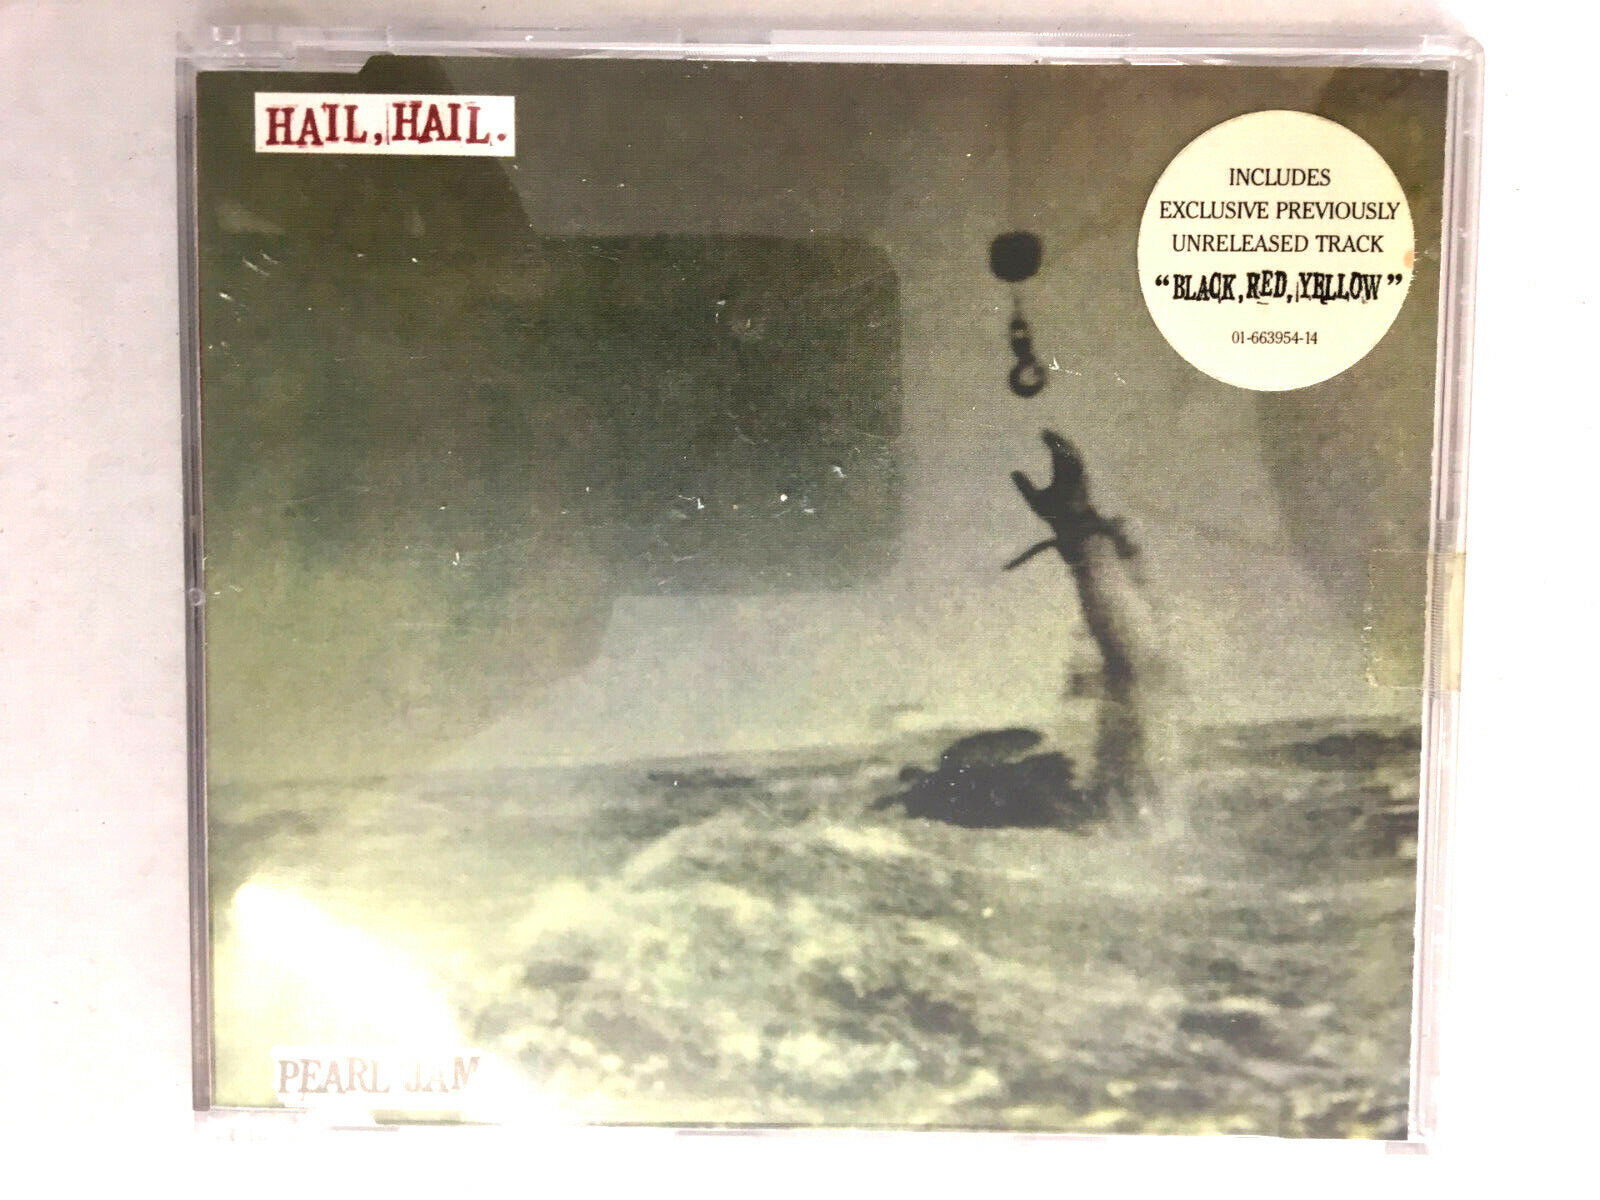 HAIL, HAIL.
INCLUDES
EXCLUSIVE PREVIOUSLY
UNRELEASED TRACK
“BLACK, RED, YELLOW”
01-663954-14
PEARL JAM